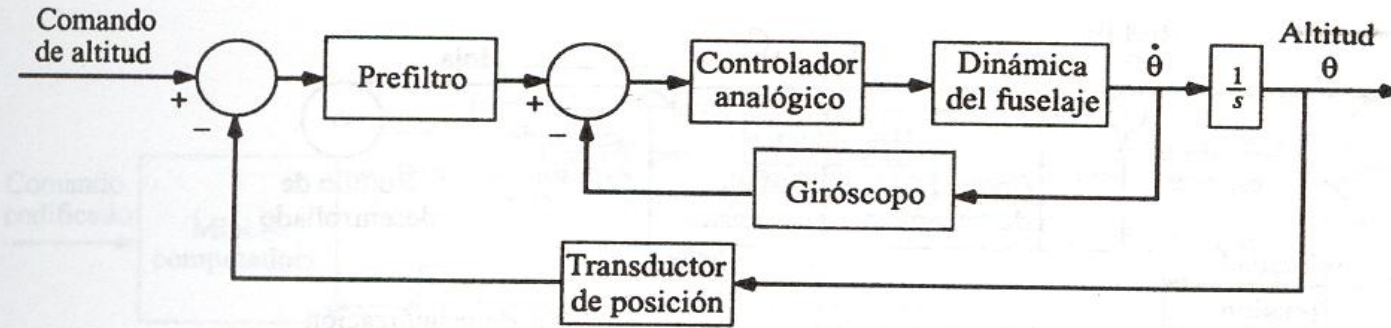 Comando
de altitud
+
−
Prefiltro
+
−
Controlador
analógico
Dinámica
del fuselaje
θ̇
1
s
Altitud
θ
Giróscopo
Transductor
de posición